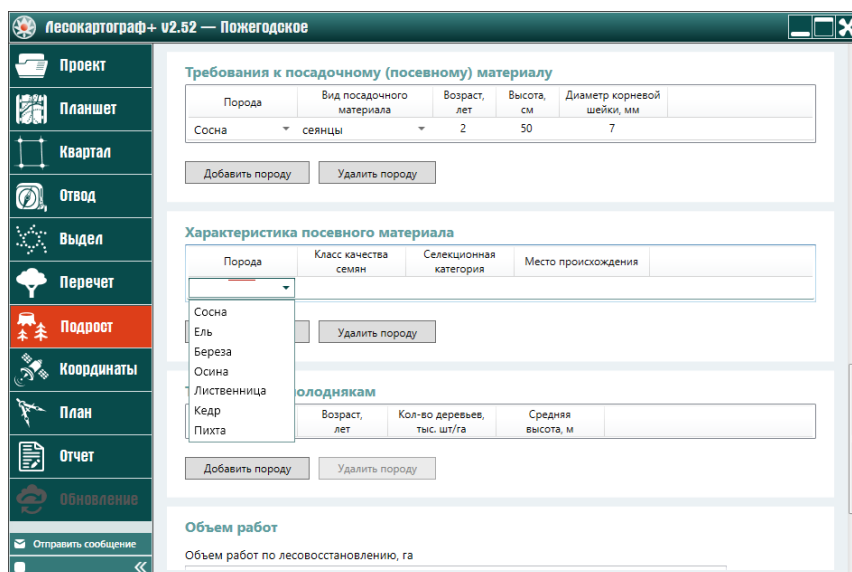 Лесокартограф+ v2.52 — Пожегодское
Проект
Планшет
Квартал
Отвод
Выдел
Перечет
Подрост
Координаты
План
Отчет
Обновление
Отправить сообщение
Требования к посадочному (посевному) материалу
Порода Вид посадочного материала Возраст, лет Высота, см Диаметр корневой шейки, мм
Сосна сеянцы 2 50 7
Добавить породу Удалить породу
Характеристика посевного материала
Порода Класс качества семян Селекционная категория Место происхождения
Сосна
Ель
Береза
Осина
Лиственница
Кедр
Пихта
Удалить породу
олоднякам
Возраст, лет Кол-во деревьев, тыс. шт/га Средняя высота, м
Добавить породу Удалить породу
Объем работ
Объем работ по лесовосстановлению, га